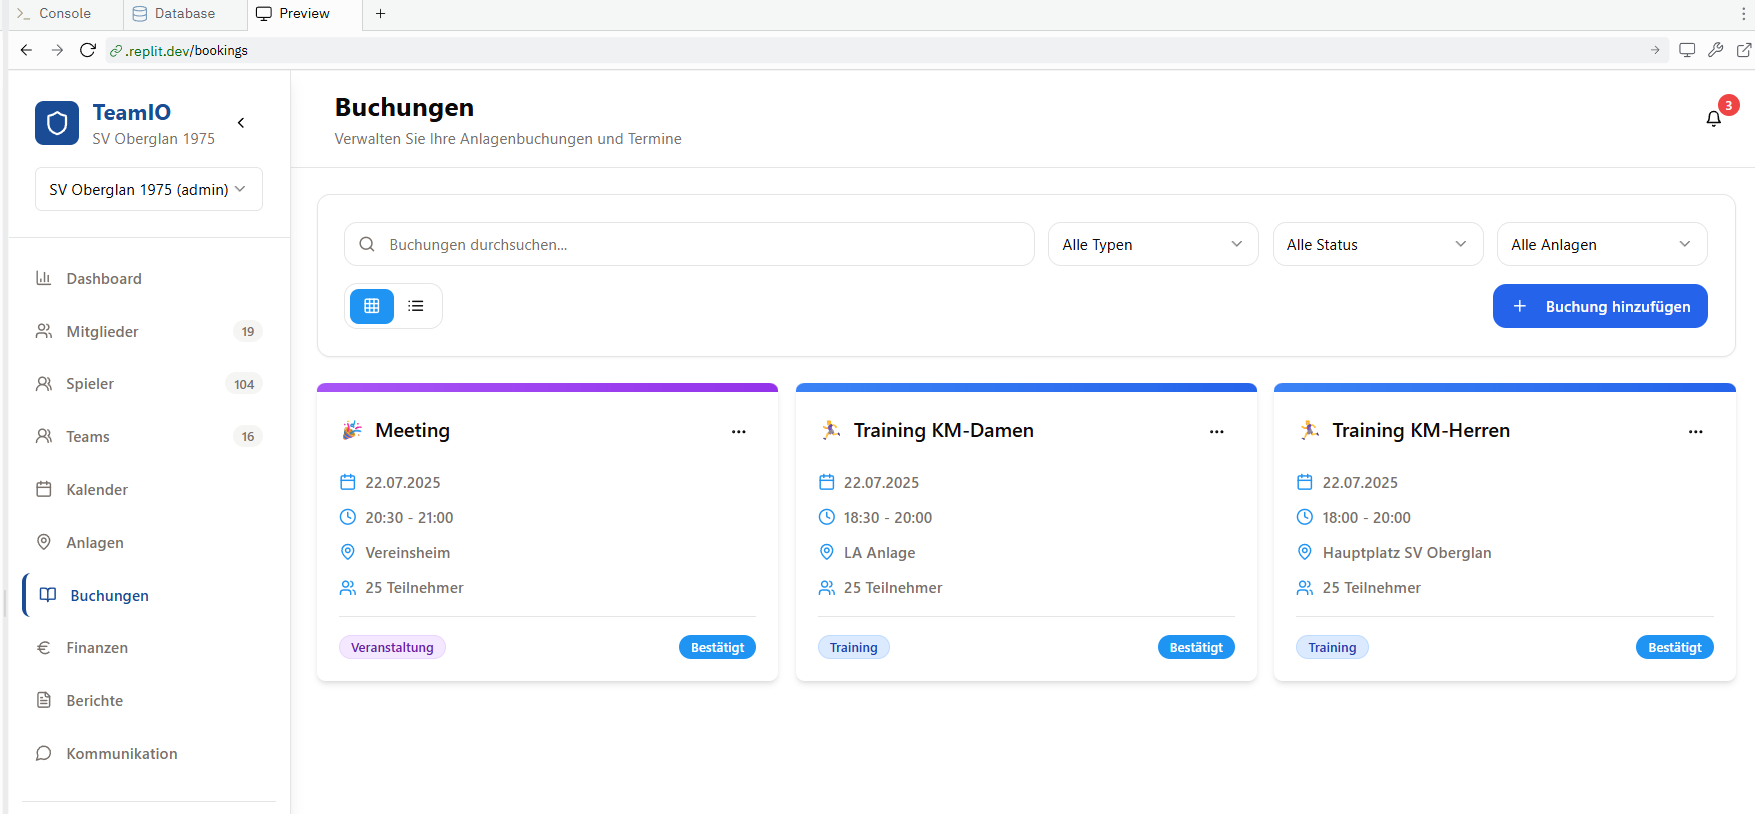 Console
Database
Preview
.replit.dev/bookings
TeamIO
SV Oberglan 1975
SV Oberglan 1975 (admin)
Dashboard
Mitglieder 19
Spieler 104
Teams 16
Kalender
Anlagen
Buchungen
Finanzen
Berichte
Kommunikation
Buchungen
Verwalten Sie Ihre Anlagenbuchungen und Termine
3
Buchungen durchsuchen...
Alle Typen
Alle Status
Alle Anlagen
Buchung hinzufügen
Meeting
22.07.2025
20:30 - 21:00
Vereinsheim
25 Teilnehmer
Veranstaltung
Bestätigt
Training KM-Damen
22.07.2025
18:30 - 20:00
LA Anlage
25 Teilnehmer
Training
Bestätigt
Training KM-Herren
22.07.2025
18:00 - 20:00
Hauptplatz SV Oberglan
25 Teilnehmer
Training
Bestätigt